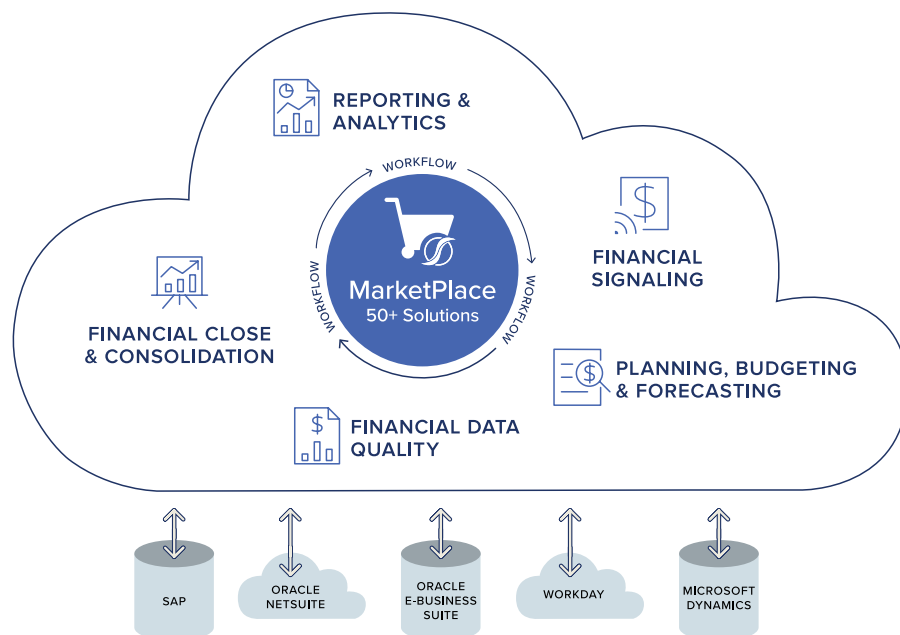 REPORTING &
ANALYTICS
WORKFLOW
FINANCIAL
SIGNALING
WORKFLOW
WORKFLOW
MarketPlace
50+ Solutions
FINANCIAL CLOSE
& CONSOLIDATION
PLANNING, BUDGETING
& FORECASTING
FINANCIAL DATA
QUALITY
SAP
ORACLE
NETSUITE
ORACLE
E-BUSINESS
SUITE
WORKDAY
MICROSOFT
DYNAMICS